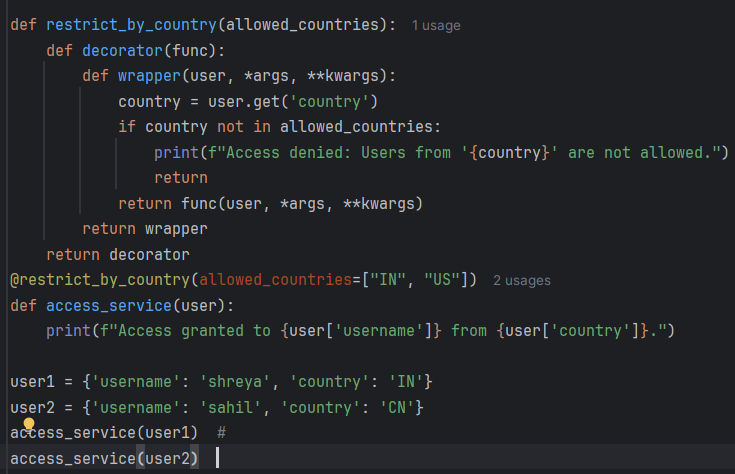 def restrict_by_country(allowed_countries): 1 usage
    def decorator(func):
        def wrapper(user, *args, **kwargs):
            country = user.get('country')
            if country not in allowed_countries:
                print(f"Access denied: Users from '{country}' are not allowed.")
                return
            return func(user, *args, **kwargs)
        return wrapper
    return decorator
@restrict_by_country(allowed_countries=["IN", "US"]) 2 usages
def access_service(user):
    print(f"Access granted to {user['username']} from {user['country']}.")

user1 = {'username': 'shreya', 'country': 'IN'}
user2 = {'username': 'sahil', 'country': 'CN'}
access_service(user1)  #
access_service(user2)